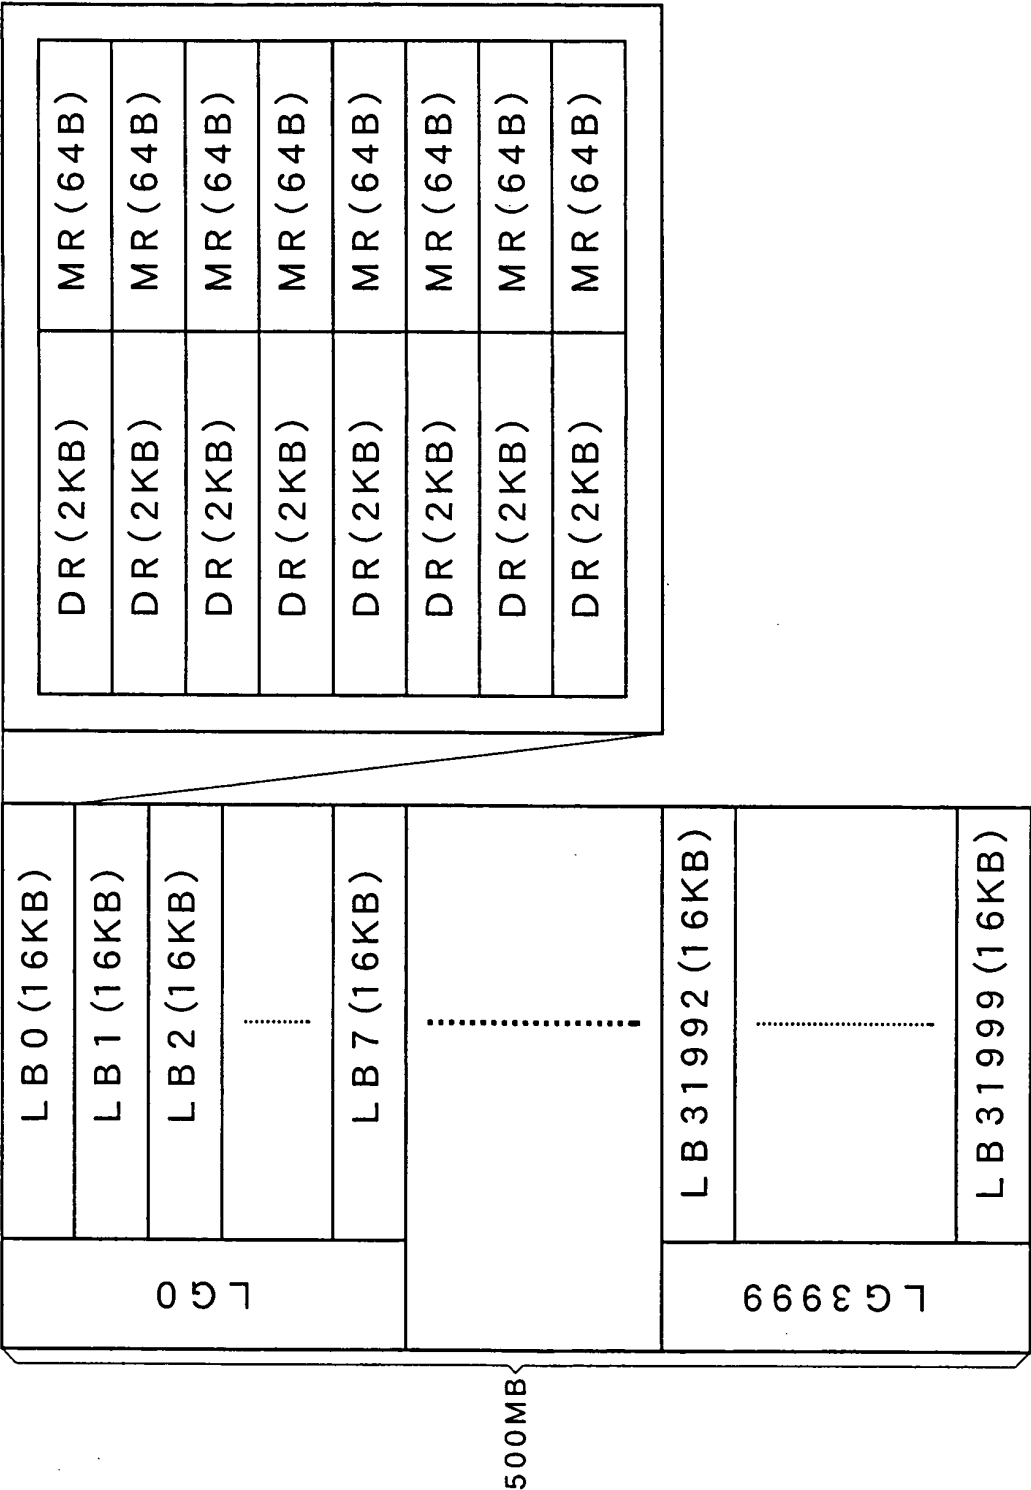 500MB
LG0
LB0(16KB)
LB1(16KB)
LB2(16KB)
LB7(16KB)
LG3999
LB31992(16KB)
LB31999(16KB)
DR(2KB) MR(64B)
DR(2KB) MR(64B)
DR(2KB) MR(64B)
DR(2KB) MR(64B)
DR(2KB) MR(64B)
DR(2KB) MR(64B)
DR(2KB) MR(64B)
DR(2KB) MR(64B)